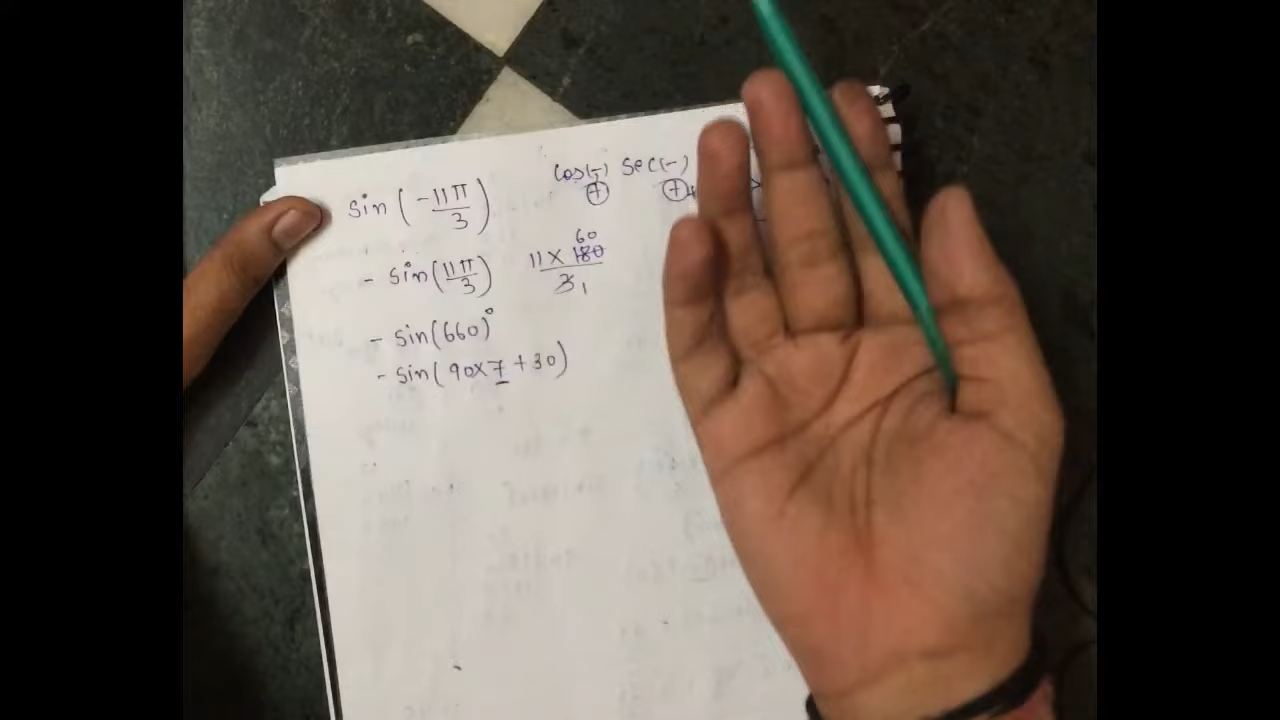 cos(-) sec(-)
+ +
sin(-11π/3)
- sin(11π/3) 11 × 180/3 60 1
- sin(660)°
- sin(90×7+30)